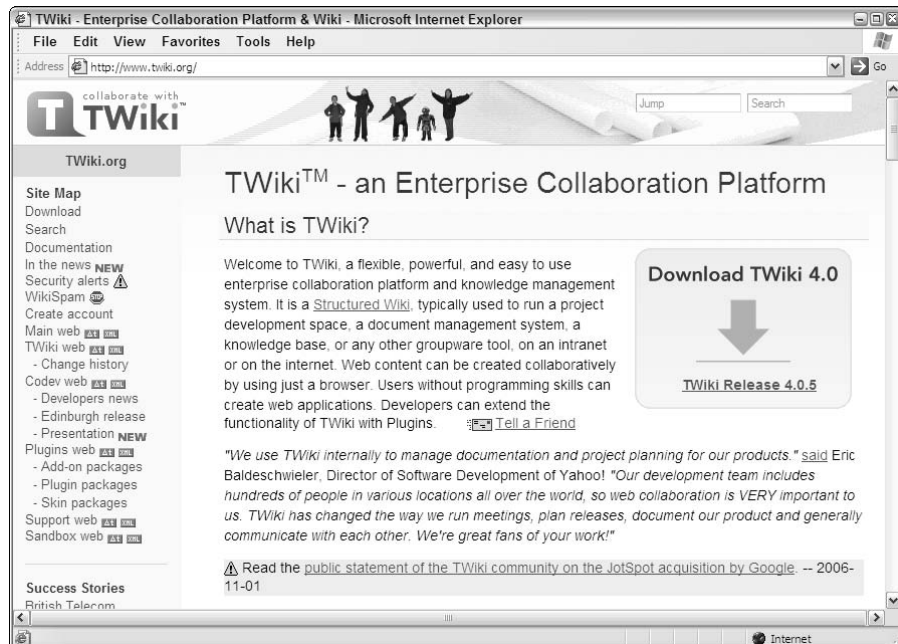 TWiki - Enterprise Collaboration Platform & Wiki - Microsoft Internet Explorer
File Edit View Favorites Tools Help
Address http://www.twiki.org/ Go
collaborate with
TWiki™
Jump Search
TWiki.org
Site Map
Download
Search
Documentation
In the news NEW
Security alerts
WikiSpam
Create account
Main web
TWiki web
- Change history
Codev web
- Developers news
- Edinburgh release
- Presentation NEW
Plugins web
- Add-on packages
- Plugin packages
- Skin packages
Support web
Sandbox web
Success Stories
British Telecom
TWiki™ - an Enterprise Collaboration Platform
What is TWiki?
Welcome to TWiki, a flexible, powerful, and easy to use
enterprise collaboration platform and knowledge management
system. It is a Structured Wiki, typically used to run a project
development space, a document management system, a
knowledge base, or any other groupware tool, on an intranet
or on the internet. Web content can be created collaboratively
by using just a browser. Users without programming skills can
create web applications. Developers can extend the
functionality of TWiki with Plugins. Tell a Friend
Download TWiki 4.0
TWiki Release 4.0.5
"We use TWiki internally to manage documentation and project planning for our products." said Eric
Baldeschwieler, Director of Software Development of Yahoo! "Our development team includes
hundreds of people in various locations all over the world, so web collaboration is VERY important to
us. TWiki has changed the way we run meetings, plan releases, document our product and generally
communicate with each other. We're great fans of your work!"
Read the public statement of the TWiki community on the JotSpot acquisition by Google. -- 2006-
11-01
Internet